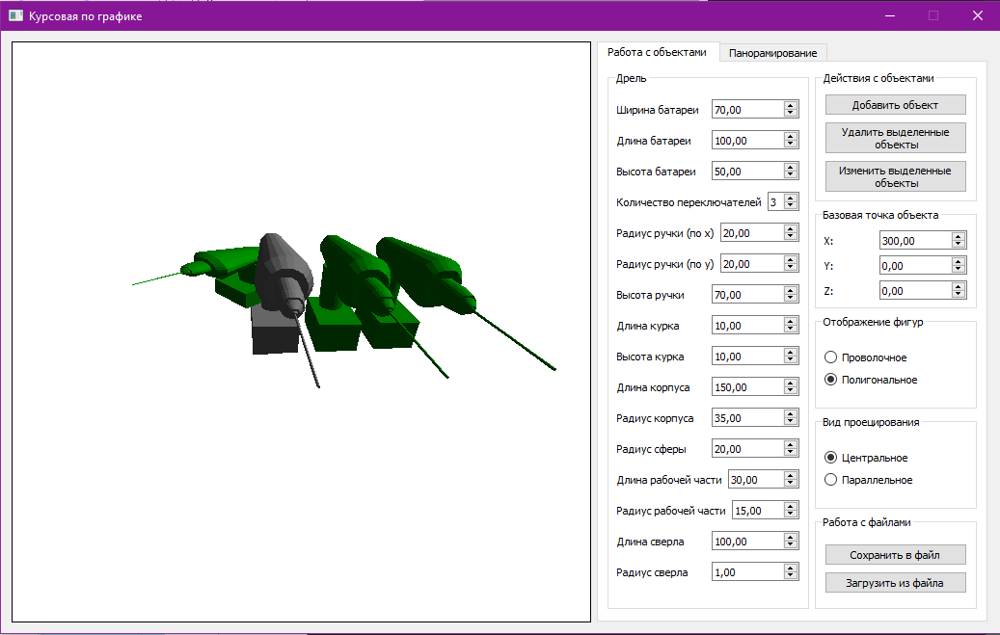 Курсовая по графике
Работа с объектами
Панорамирование
Дрель
Ширина батареи 70,00
Длина батареи 100,00
Высота батареи 50,00
Количество переключателей 3
Радиус ручки (по x) 20,00
Радиус ручки (по y) 20,00
Высота ручки 70,00
Длина курка 10,00
Высота курка 10,00
Длина корпуса 150,00
Радиус корпуса 35,00
Радиус сферы 20,00
Длина рабочей части 30,00
Радиус рабочей части 15,00
Длина сверла 100,00
Радиус сверла 1,00
Действия с объектами
Добавить объект
Удалить выделенные
объекты
Изменить выделенные
объекты
Базовая точка объекта
X: 300,00
Y: 0,00
Z: 0,00
Отображение фигур
Проволочное
Полигональное
Вид проецирования
Центральное
Параллельное
Работа с файлами
Сохранить в файл
Загрузить из файла